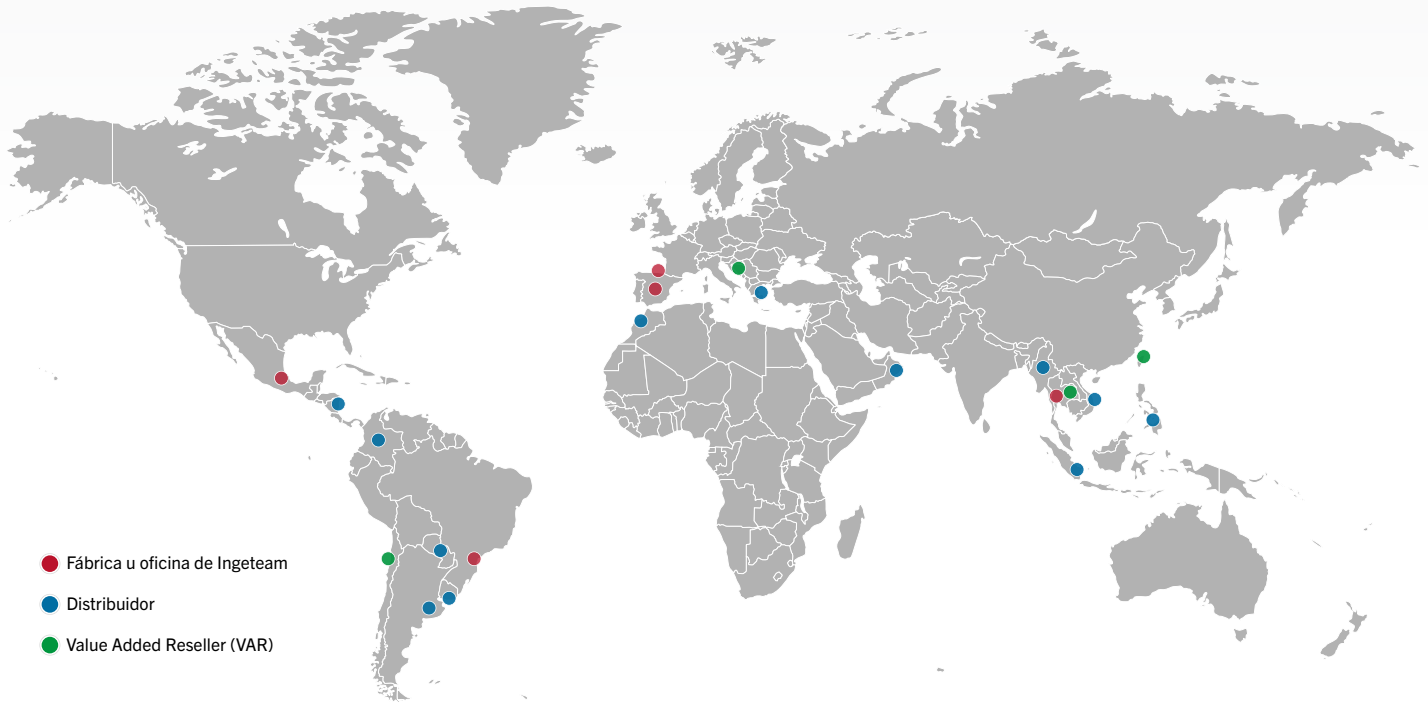 Fábrica u oficina de Ingeteam
Distribuidor
Value Added Reseller (VAR)